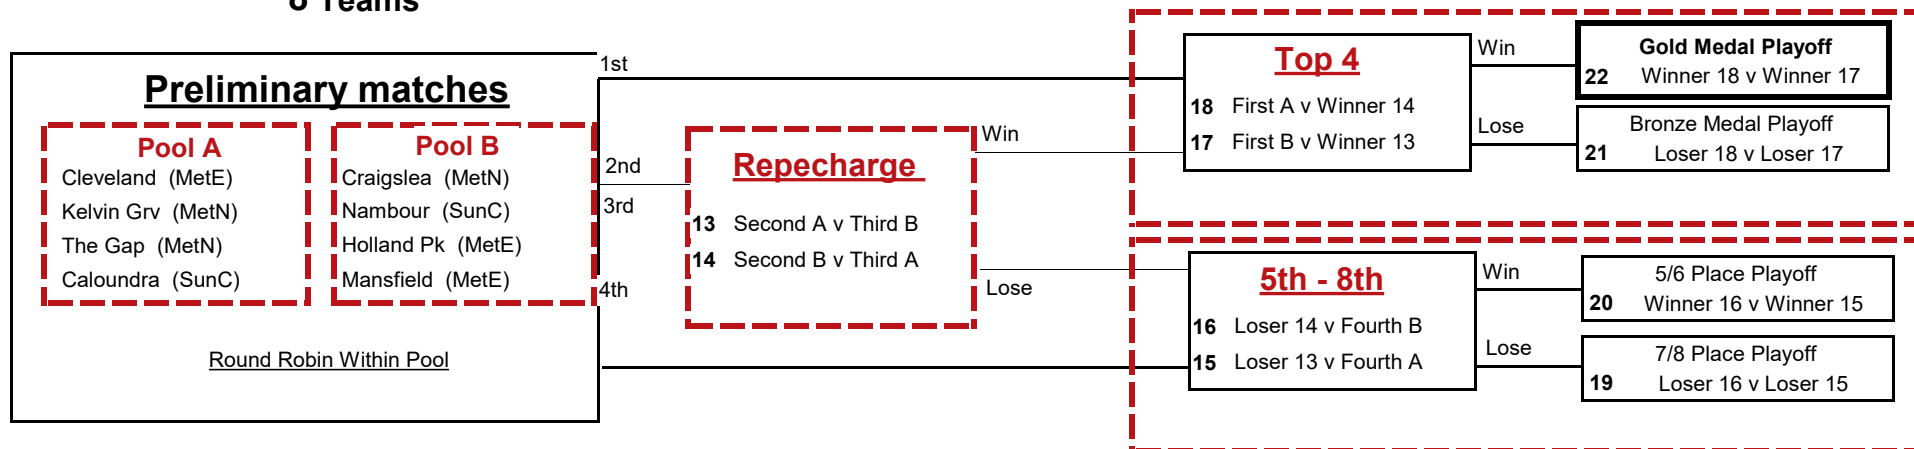 8 Teams
Preliminary matches
Pool A
Cleveland (MetE)
Kelvin Grv (MetN)
The Gap (MetN)
Caloundra (SunC)
Pool B
Craigslea (MetN)
Nambour (SunC)
Holland Pk (MetE)
Mansfield (MetE)
Round Robin Within Pool
1st
2nd
3rd
4th
Repecharge
13 Second A v Third B
14 Second B v Third A
Win
Lose
Top 4
18 First A v Winner 14
17 First B v Winner 13
Win
Lose
Gold Medal Playoff
22 Winner 18 v Winner 17
Bronze Medal Playoff
21 Loser 18 v Loser 17
5th - 8th
16 Loser 14 v Fourth B
15 Loser 13 v Fourth A
Win
Lose
5/6 Place Playoff
20 Winner 16 v Winner 15
7/8 Place Playoff
19 Loser 16 v Loser 15